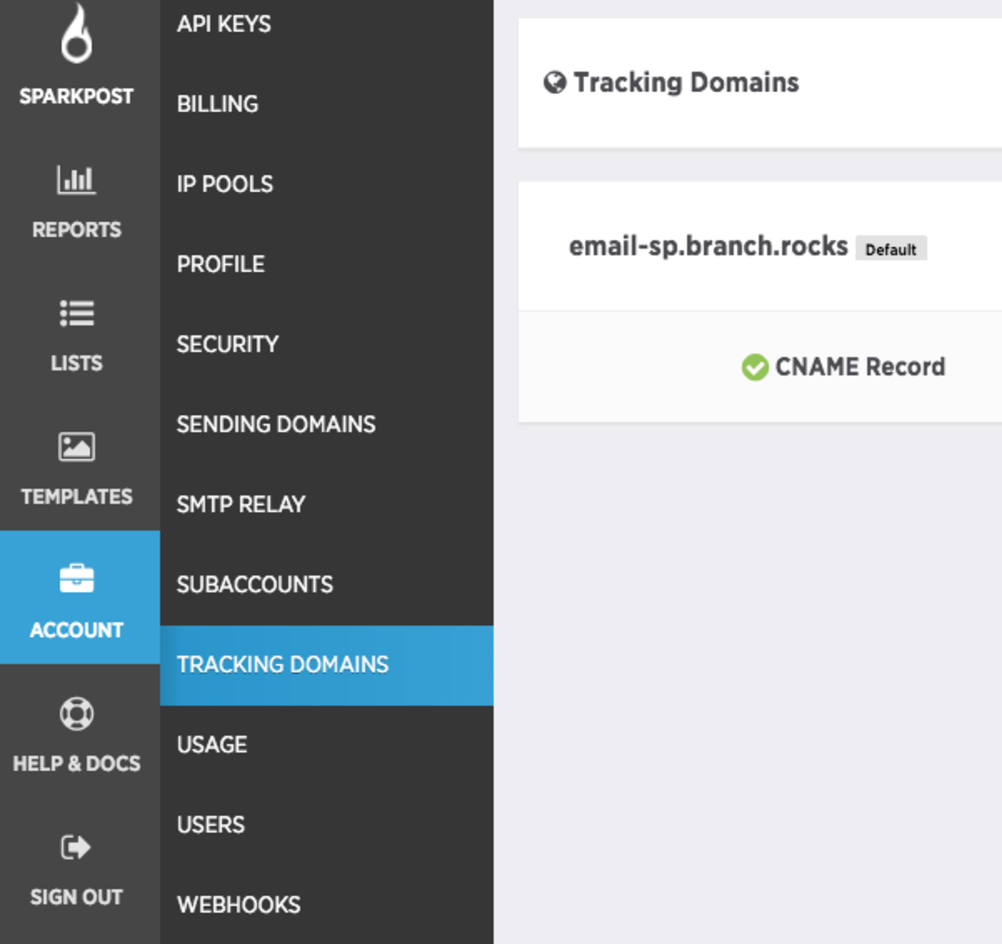 SPARKPOST
REPORTS
LISTS
TEMPLATES
ACCOUNT
HELP & DOCS
SIGN OUT
API KEYS
BILLING
IP POOLS
PROFILE
SECURITY
SENDING DOMAINS
SMTP RELAY
SUBACCOUNTS
TRACKING DOMAINS
USAGE
USERS
WEBHOOKS
Tracking Domains
email-sp.branch.rocks Default
CNAME Record